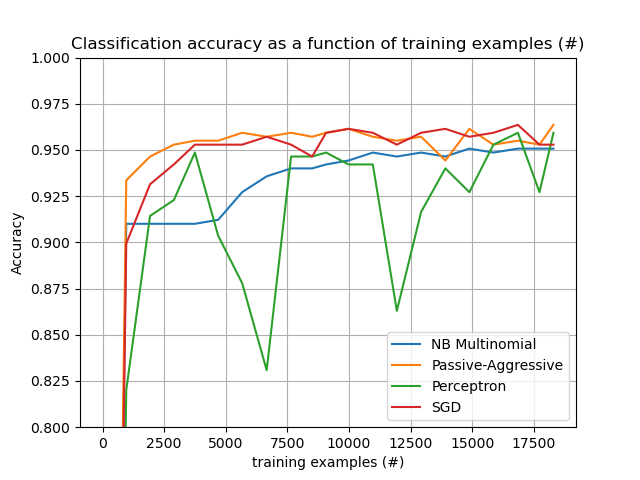 Classification accuracy as a function of training examples (#)
1.000
0.975
0.950
0.925
0.900
0.875
0.850
0.825
0.800
Accuracy
NB Multinomial
Passive-Aggressive
Perceptron
SGD
0 2500 5000 7500 10000 12500 15000 17500
training examples (#)